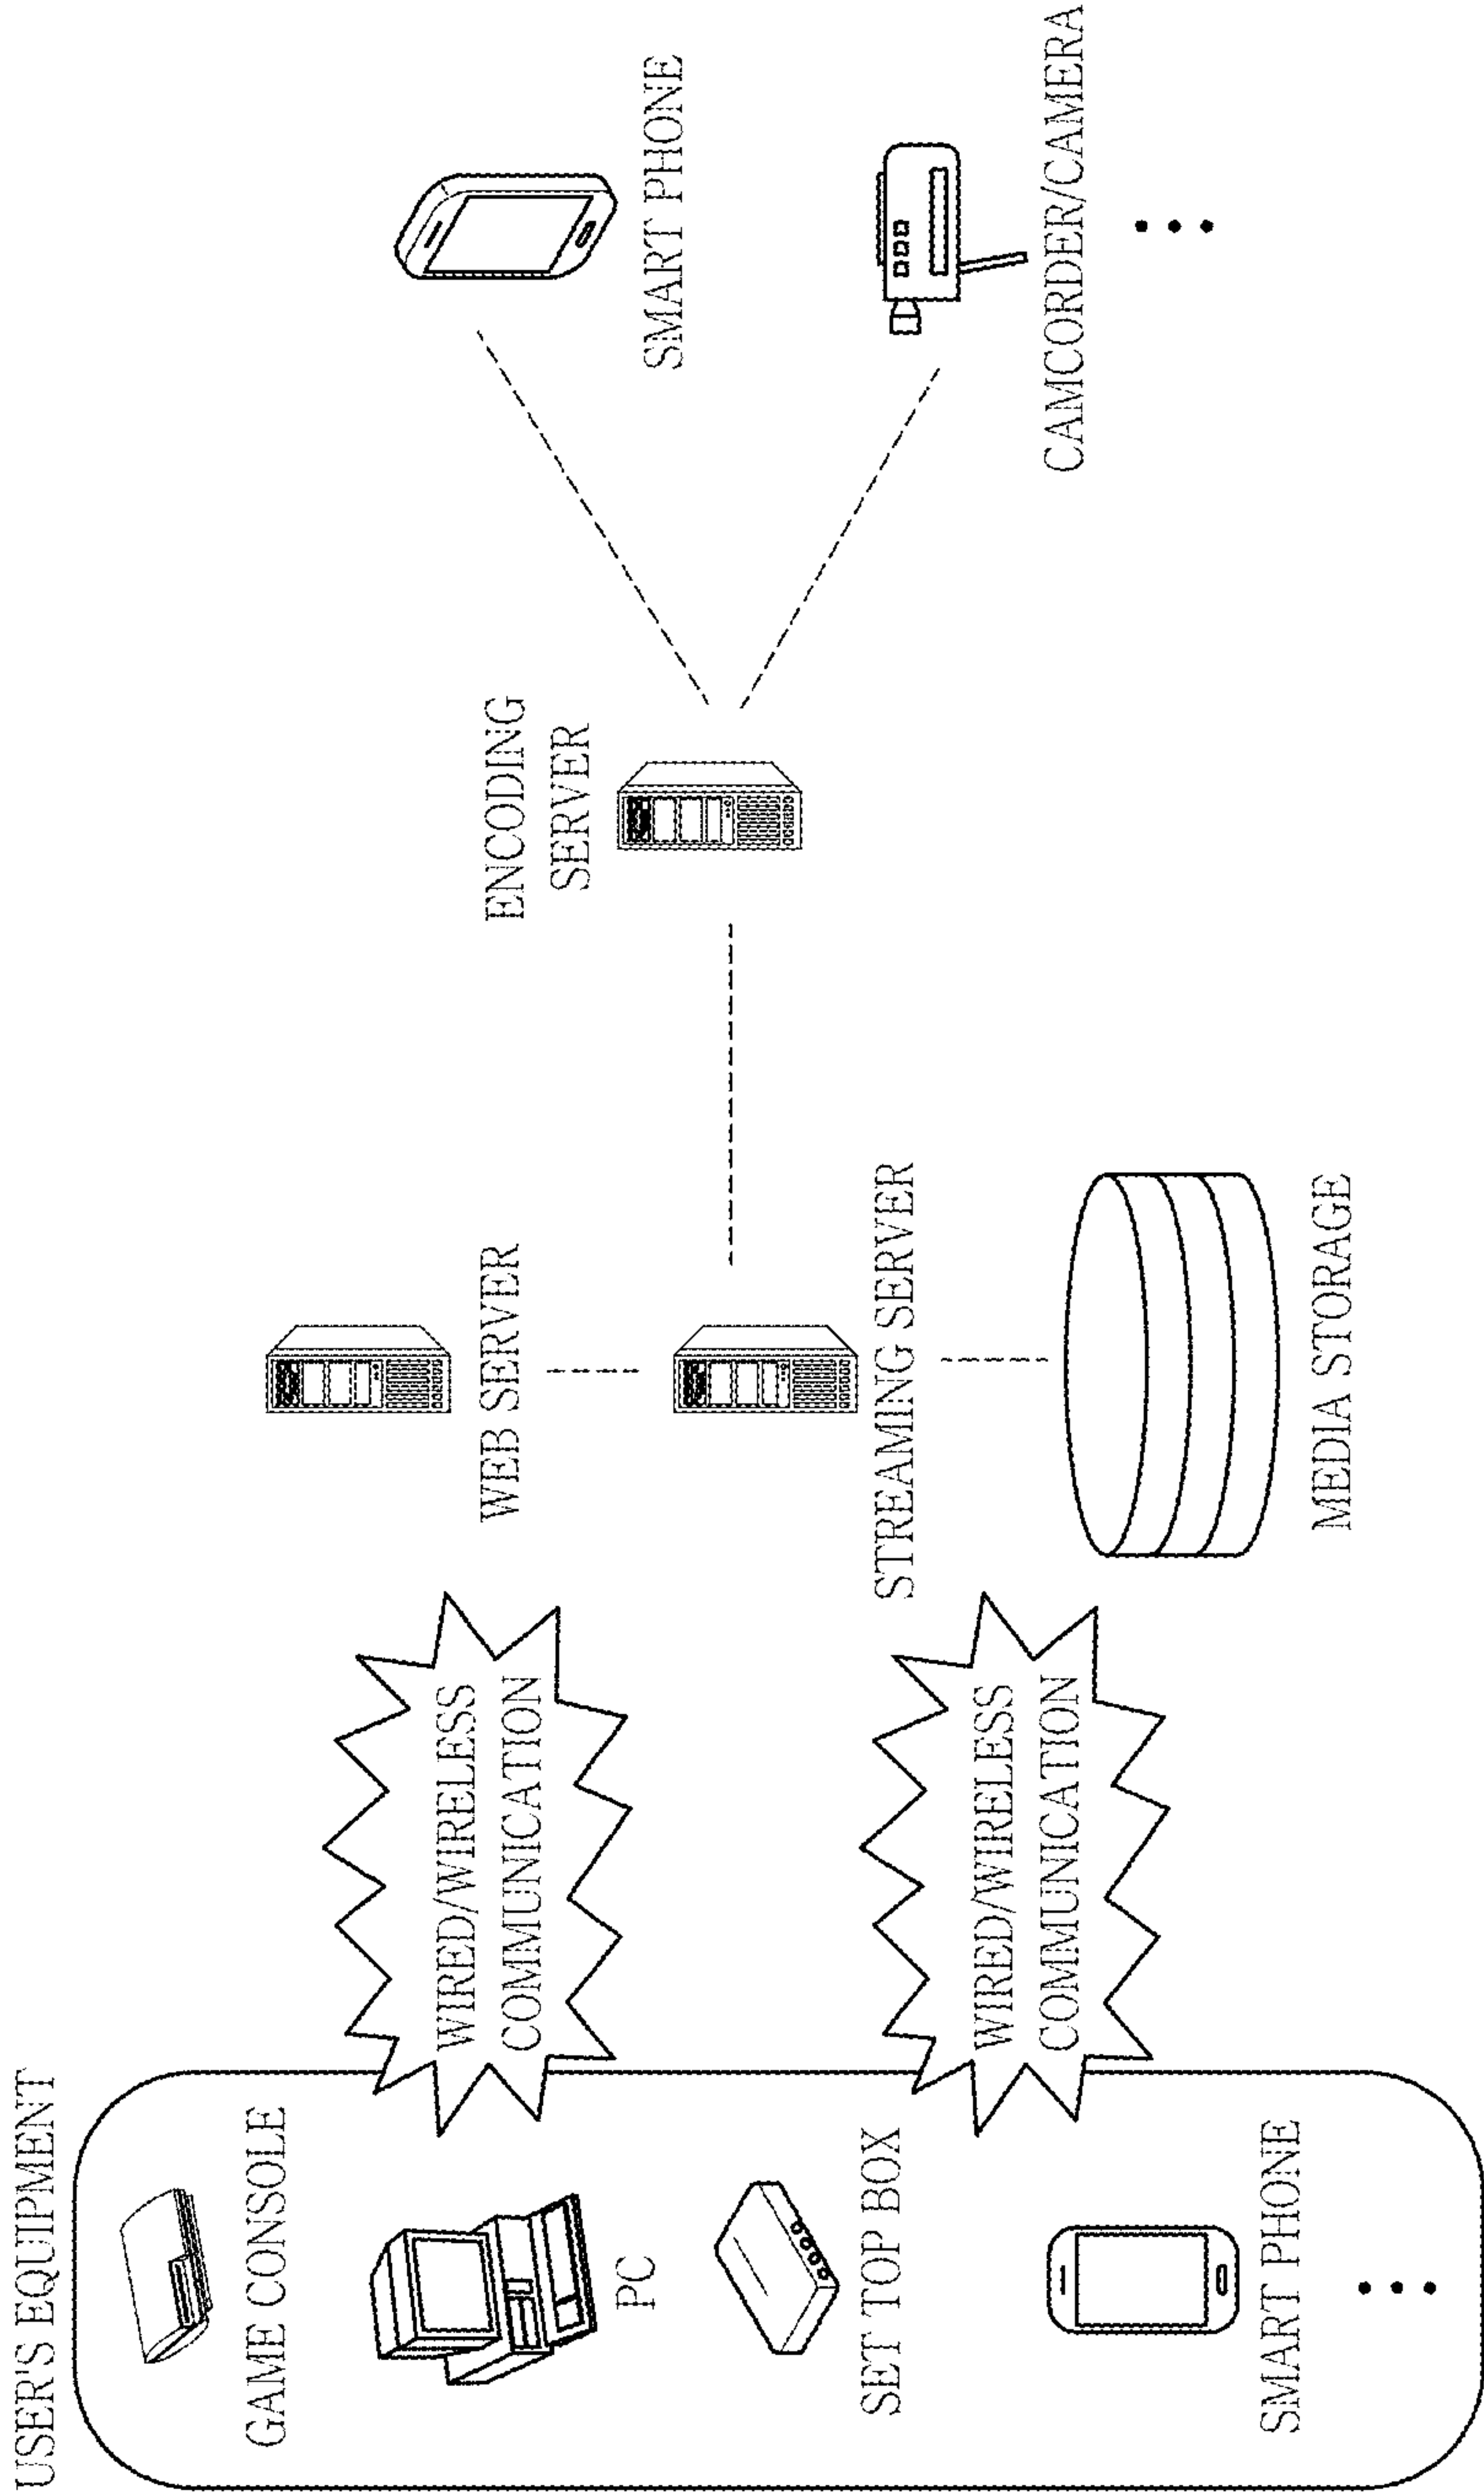 USER'S EQUIPMENT
GAME CONSOLE
PC
SET TOP BOX
SMART PHONE
WIRED/WIRELESS
COMMUNICATION
WIRED/WIRELESS
COMMUNICATION
WEB SERVER
STREAMING SERVER
MEDIA STORAGE
ENCODING
SERVER
SMART PHONE
CAMCORDER/CAMERA